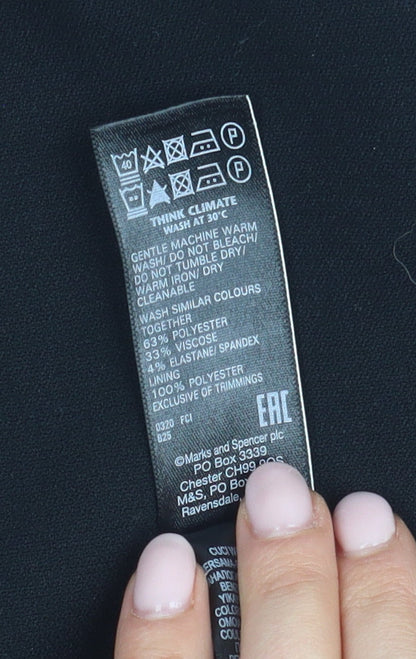 40 P
P
THINK CLIMATE
WASH AT 30°C
GENTLE MACHINE WARM
WASH/ DO NOT BLEACH/
DO NOT TUMBLE DRY/
WARM IRON/ DRY
CLEANABLE
WASH SIMILAR COLOURS
TOGETHER
63% POLYESTER
33% VISCOSE
4% ELASTANE/ SPANDEX
LINING
100% POLYESTER
EXCLUSIVE OF TRIMMINGS
0320 FCI
825
EAC
©Marks and Spencer plc
PO Box 3339
Chester CH99
M&S, PO Box
Ravensdale,